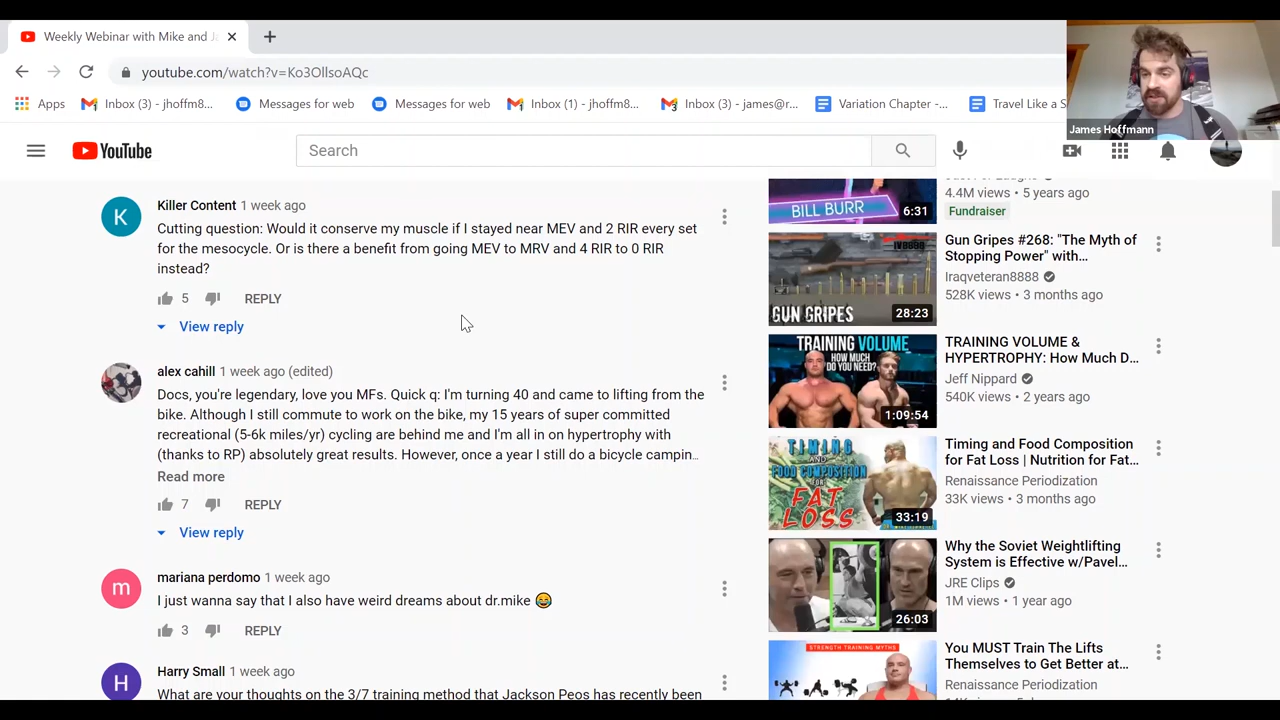 Weekly Webinar with Mike and J
youtube.com/watch?v=Ko3OllsoAQc
Apps
Inbox (3) - jhoffm8...
Messages for web
Messages for web
Inbox (1) - jhoffm8...
Inbox (8) - james@r...
Variation Chapter -...
Travel Like a S
James Hoffmann
YouTube
Search
Killer Content 1 week ago
Cutting question: Would it conserve my muscle if I stayed near MEV and 2 RIR every set
for the mesocycle. Or is there a benefit from going MEV to MRV and 4 RIR to 0 RIR
instead?
5 REPLY
View reply
alex cahill 1 week ago (edited)
Docs, you're legendary, love you MFs. Quick q: I'm turning 40 and came to lifting from the
bike. Although I still commute to work on the bike, my 15 years of super committed
recreational (5-6k miles/yr) cycling are behind me and I'm all in on hypertrophy with
(thanks to RP) absolutely great results. However once a year I still do a bicycle campin...
Read more
7 REPLY
View reply
m
mariana perdomo 1 week ago
I just wanna say that I also have weird dreams about dr.mike 😂
3 REPLY
H
Harry Small 1 week ago
What are your thoughts on the 3/7 training method that Jackson Peos has recently been
K
BILL BURR
6:31
4.4M views • 5 years ago
Fundraiser
GUN GRIPES
28:23
Gun Gripes #268: "The Myth of
Stopping Power" with...
Iraqveteran8888
528K views • 3 months ago
TRAINING VOLUME
HOW MUCH
DO YOU NEED?
1:09:54
TRAINING VOLUME &
HYPERTROPHY: How Much D...
Jeff Nippard
540K views • 2 years ago
TIMING
AND
FOOD COMPOSITION
FOR
FAT
LOSS
33:19
Timing and Food Composition
for Fat Loss | Nutrition for Fat...
Renaissance Periodization
33K views • 3 months ago
26:03
Why the Soviet Weightlifting
System is Effective w/Pavel...
JRE Clips
1M views • 1 year ago
STRENGTH TRAINING MYTHS
You MUST Train The Lifts
Themselves to Get Better at...
Renaissance Periodization